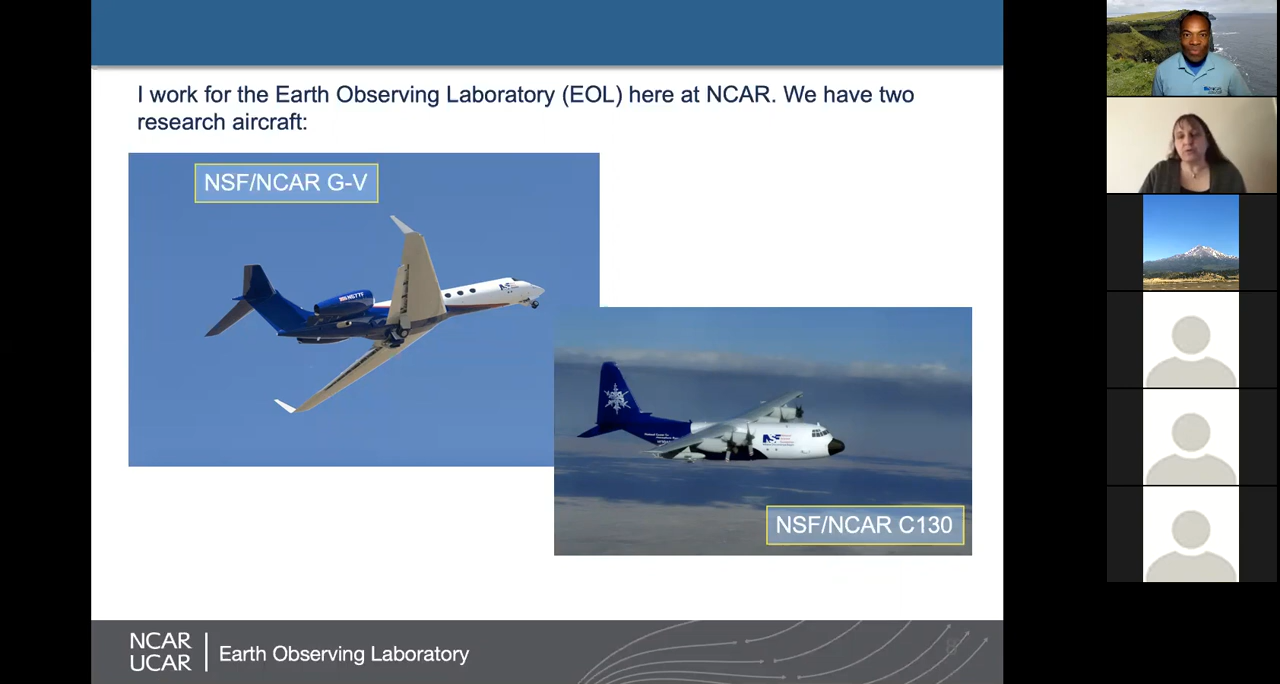 I work for the Earth Observing Laboratory (EOL) here at NCAR. We have two
research aircraft:
NSF/NCAR G-V
NSF/NCAR C130
NCAR
UCAR
Earth Observing Laboratory